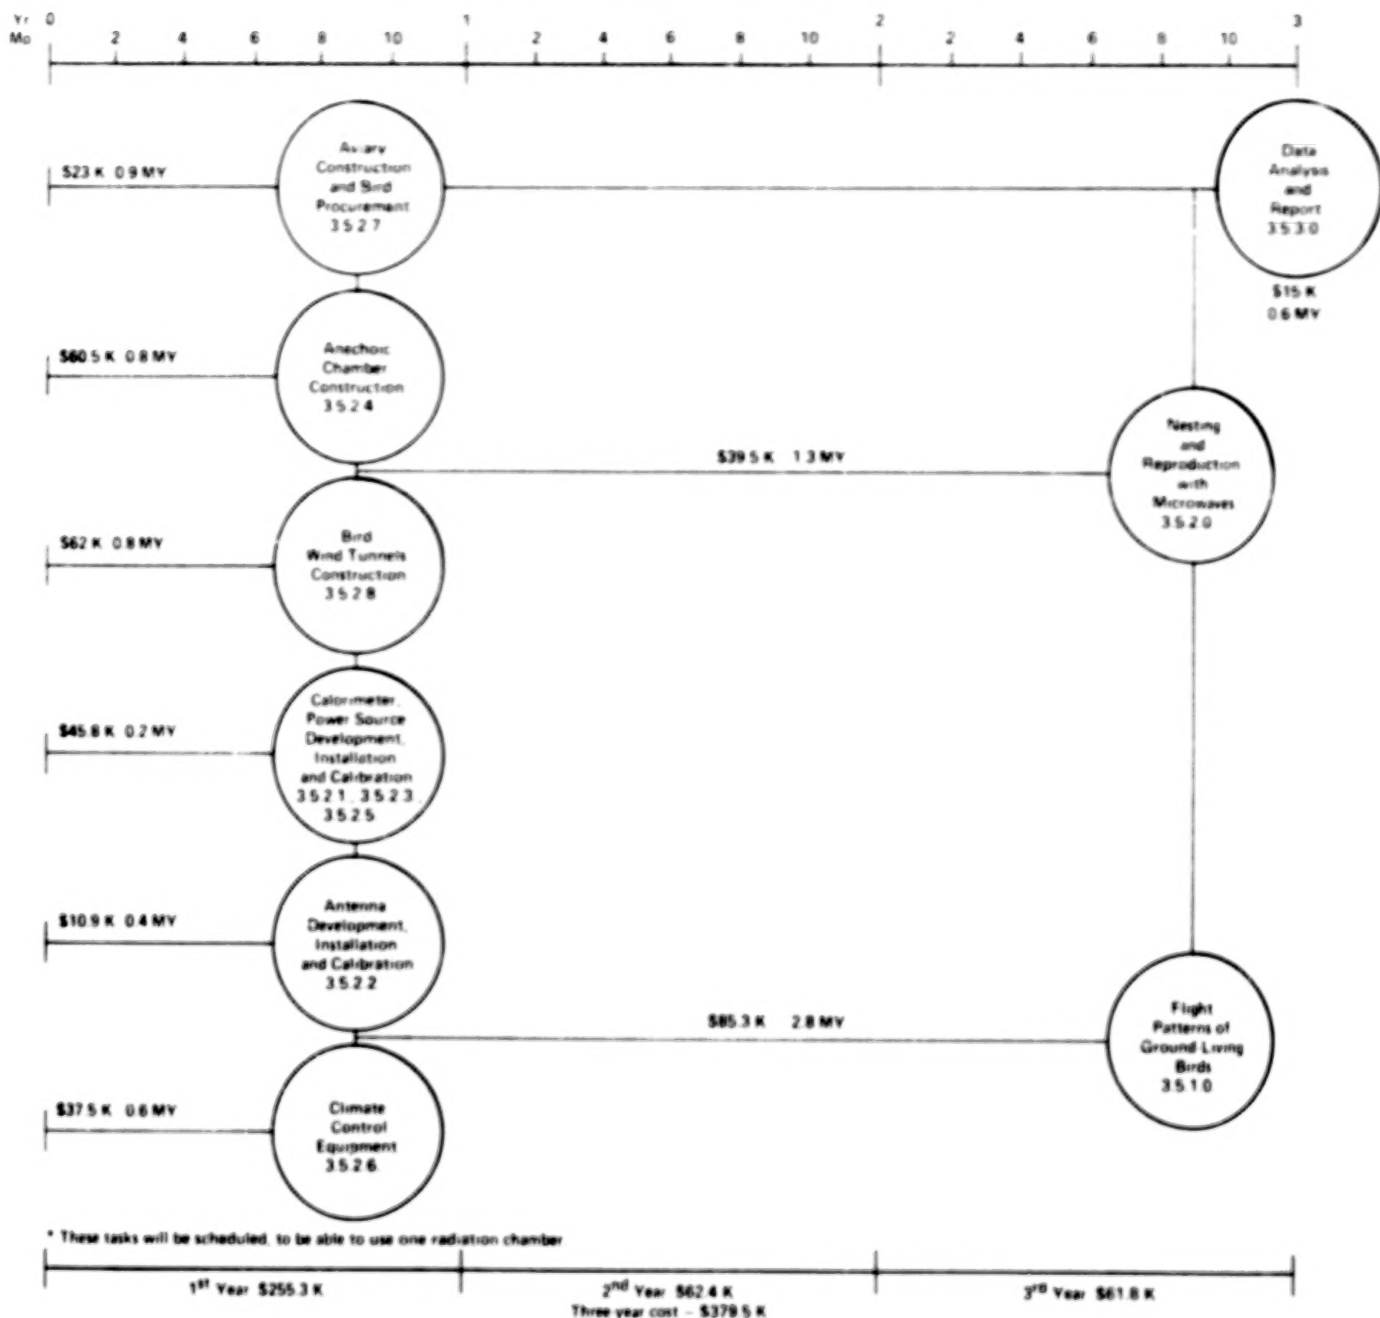 Yr 0 1 2 3
Mo 2 4 6 8 10 2 4 6 8 10 2 4 6 8 10
$23 K 0.9 MY
Aviary
Construction
and Bird
Procurement
3.5.2.7
Data
Analysis
and
Report
3.5.3.0
$15 K
0.6 MY
$60.5 K 0.8 MY
Anechoic
Chamber
Construction
3.5.2.4
$39.5 K 1.3 MY
Nesting
and
Reproduction
with
Microwaves
3.5.2.0
$62 K 0.8 MY
Bird
Wind Tunnels
Construction
3.5.2.8
$45.8 K 0.2 MY
Calorimeter,
Power Source
Development,
Installation
and Calibration
3.5.2.1, 3.5.2.3,
3.5.2.5
$10.9 K 0.4 MY
Antenna
Development,
Installation
and Calibration
3.5.2.2
$85.3 K 2.8 MY
Flight
Patterns of
Ground-Living
Birds
3.5.1.0
$37.5 K 0.6 MY
Climate
Control
Equipment
3.5.2.6.
* These tasks will be scheduled, to be able to use one radiation chamber
1st Year $255.3 K 2nd Year $62.4 K 3rd Year $61.8 K
Three-year cost – $379.5 K